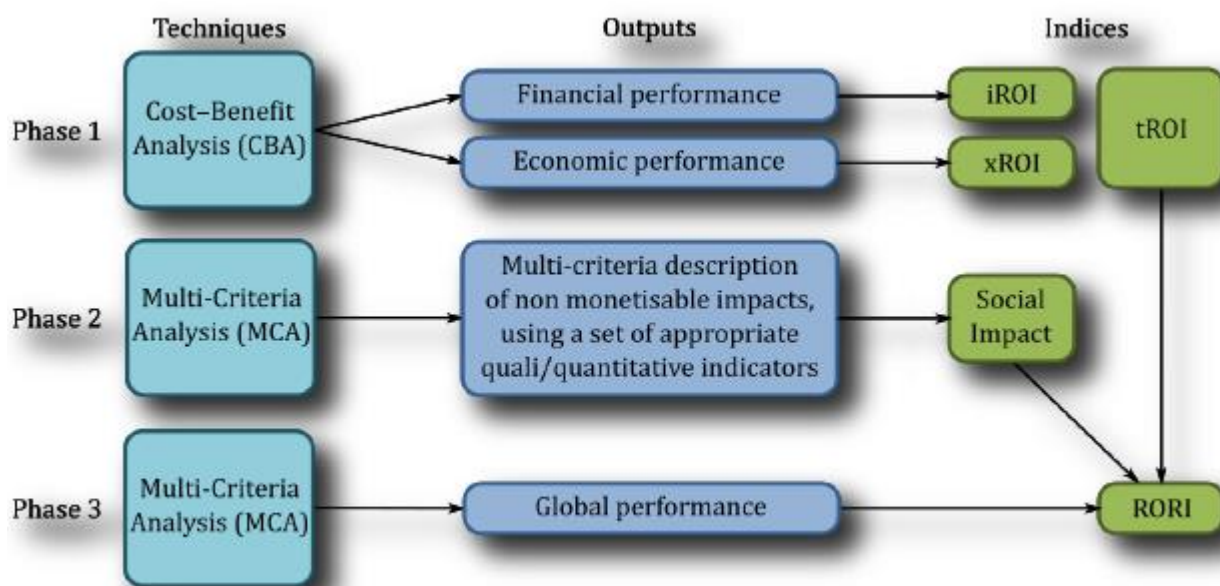 Techniques
Outputs
Indices
Phase 1
Cost–Benefit
Analysis (CBA)
Financial performance
Economic performance
iROI
xROI
tROI
Phase 2
Multi-Criteria
Analysis (MCA)
Multi-criteria description
of non monetisable impacts,
using a set of appropriate
quali/quantitative indicators
Social
Impact
Phase 3
Multi-Criteria
Analysis (MCA)
Global performance
RORI